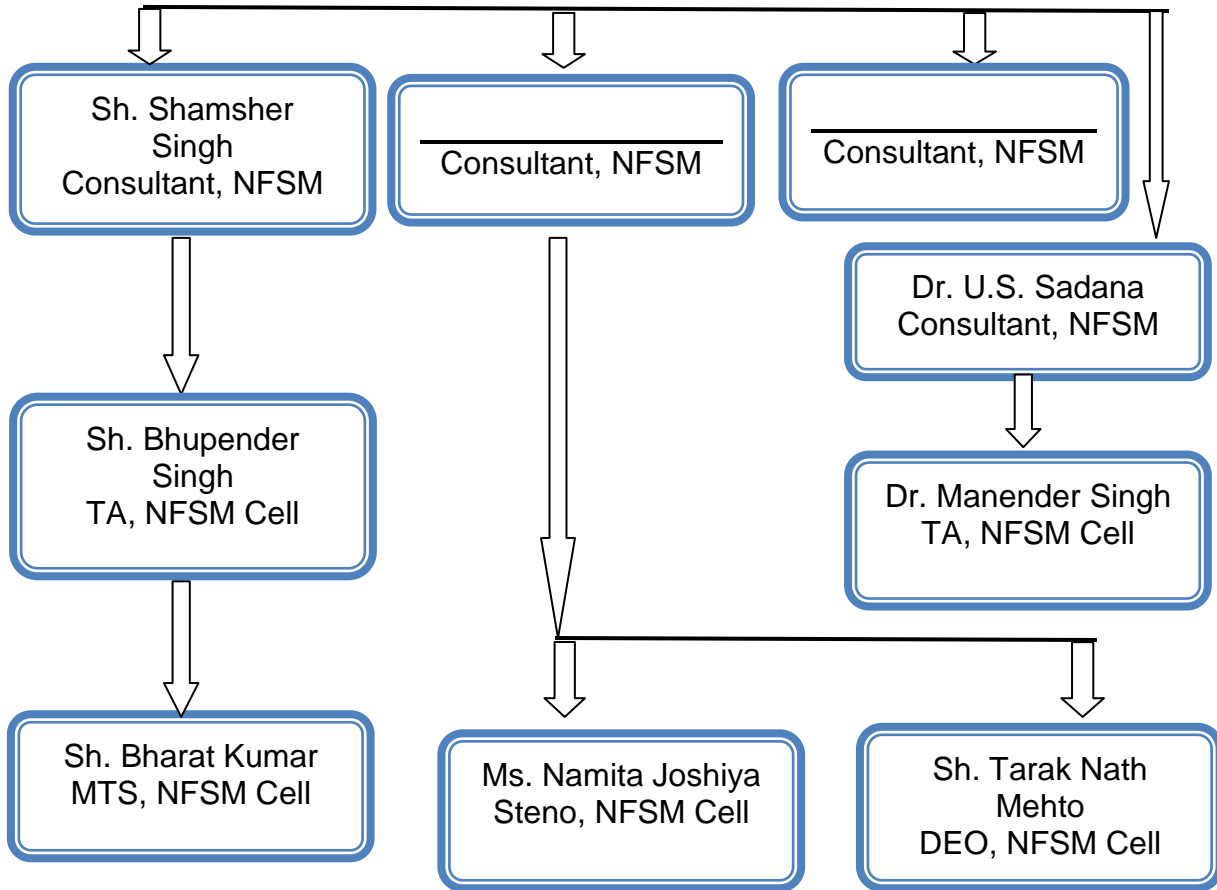 Sh. Shamsher
Singh
Consultant, NFSM
Consultant, NFSM
Consultant, NFSM
Dr. U.S. Sadana
Consultant, NFSM
Sh. Bhupender
Singh
TA, NFSM Cell
Dr. Manender Singh
TA, NFSM Cell
Sh. Bharat Kumar
MTS, NFSM Cell
Ms. Namita Joshiya
Steno, NFSM Cell
Sh. Tarak Nath
Mehto
DEO, NFSM Cell